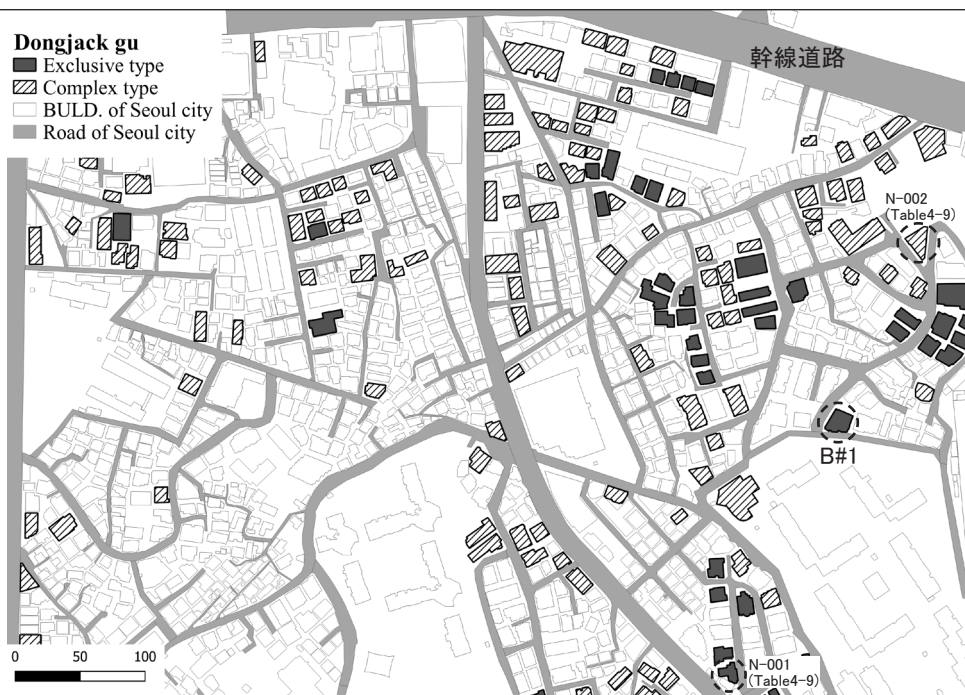 Dongjack gu
Exclusive type
Complex type
BULD. of Seoul city
Road of Seoul city
幹線道路
N-002
(Table4-9)
B#1
N-001
(Table4-9)
0 50 100